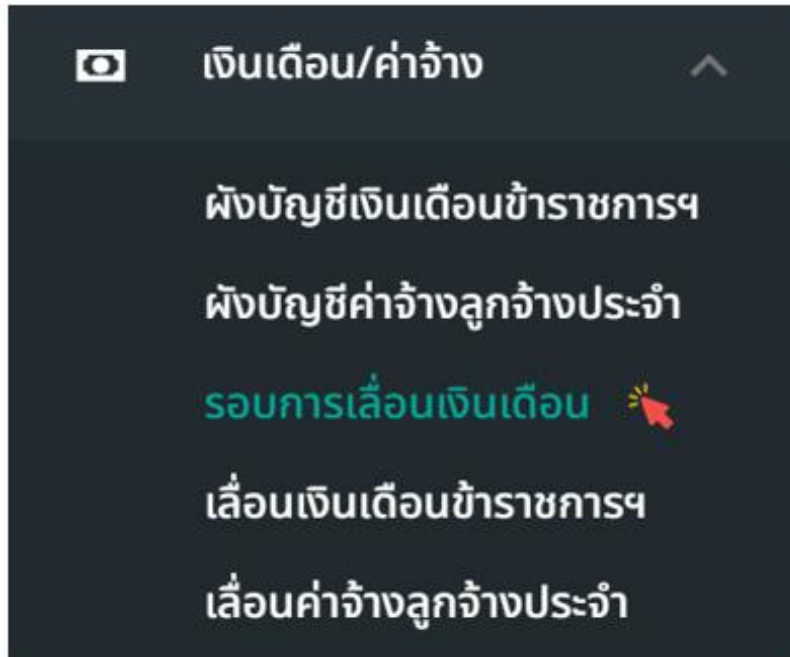 เงินเดือน/ค่าจ้าง
ผังบัญชีเงินเดือนข้าราชการฯ
ผังบัญชีค่าจ้างลูกจ้างประจำ
รอบการเลื่อนเงินเดือน
เลื่อนเงินเดือนข้าราชการฯ
เลื่อนค่าจ้างลูกจ้างประจำ